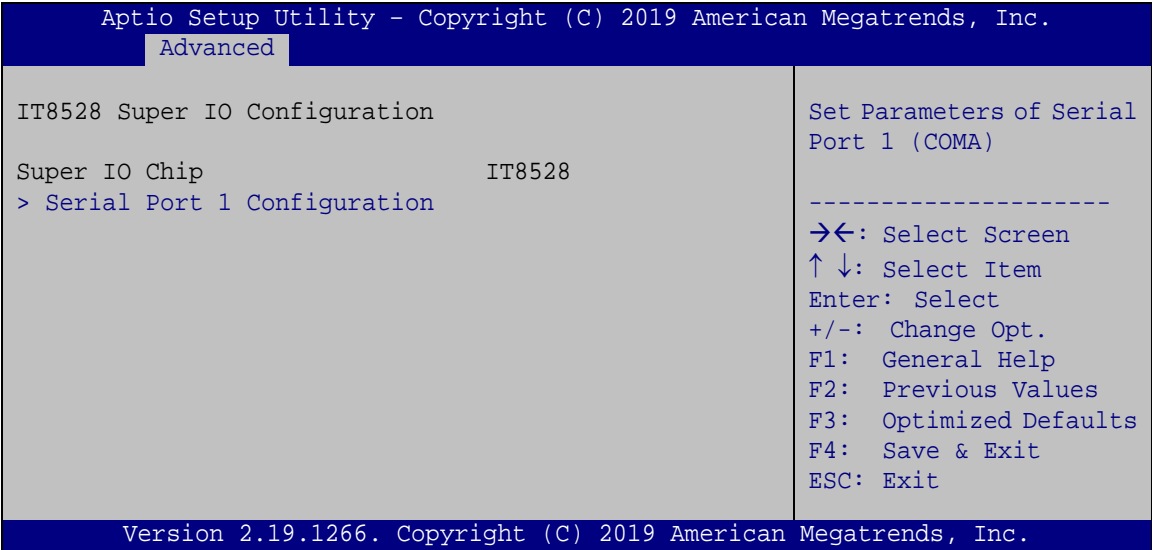 Aptio Setup Utility – Copyright (C) 2019 American Megatrends, Inc.
Advanced
IT8528 Super IO Configuration
Super IO Chip IT8528
> Serial Port 1 Configuration
Set Parameters of Serial
Port 1 (COMA)
---------------------
→←: Select Screen
↑ ↓: Select Item
Enter: Select
+/-: Change Opt.
F1: General Help
F2: Previous Values
F3: Optimized Defaults
F4: Save & Exit
ESC: Exit
Version 2.19.1266. Copyright (C) 2019 American Megatrends, Inc.